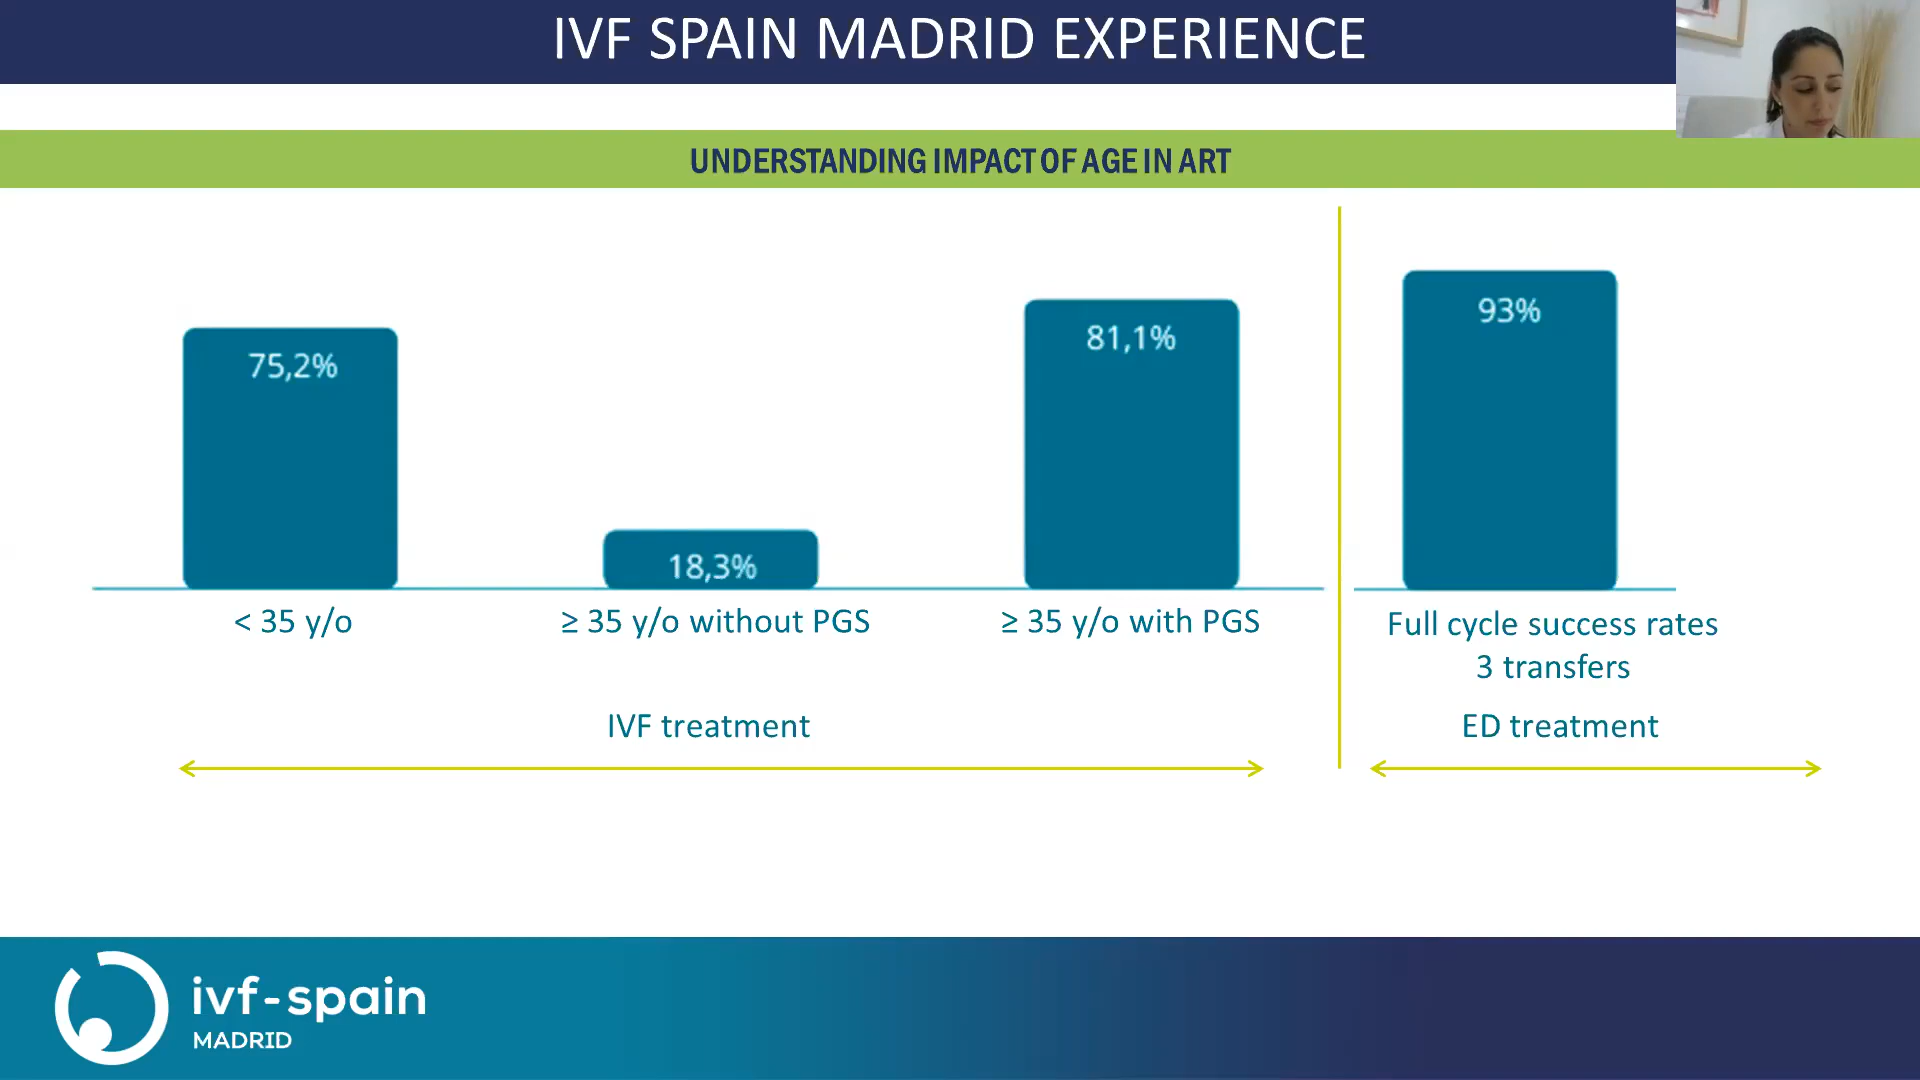 IVF SPAIN MADRID EXPERIENCE
UNDERSTANDING IMPACT OF AGE IN ART
75,2%
18,3%
81,1%
93%
< 35 y/o
≥ 35 y/o without PGS
≥ 35 y/o with PGS
Full cycle success rates
3 transfers
IVF treatment
ED treatment
ivf-spain
MADRID